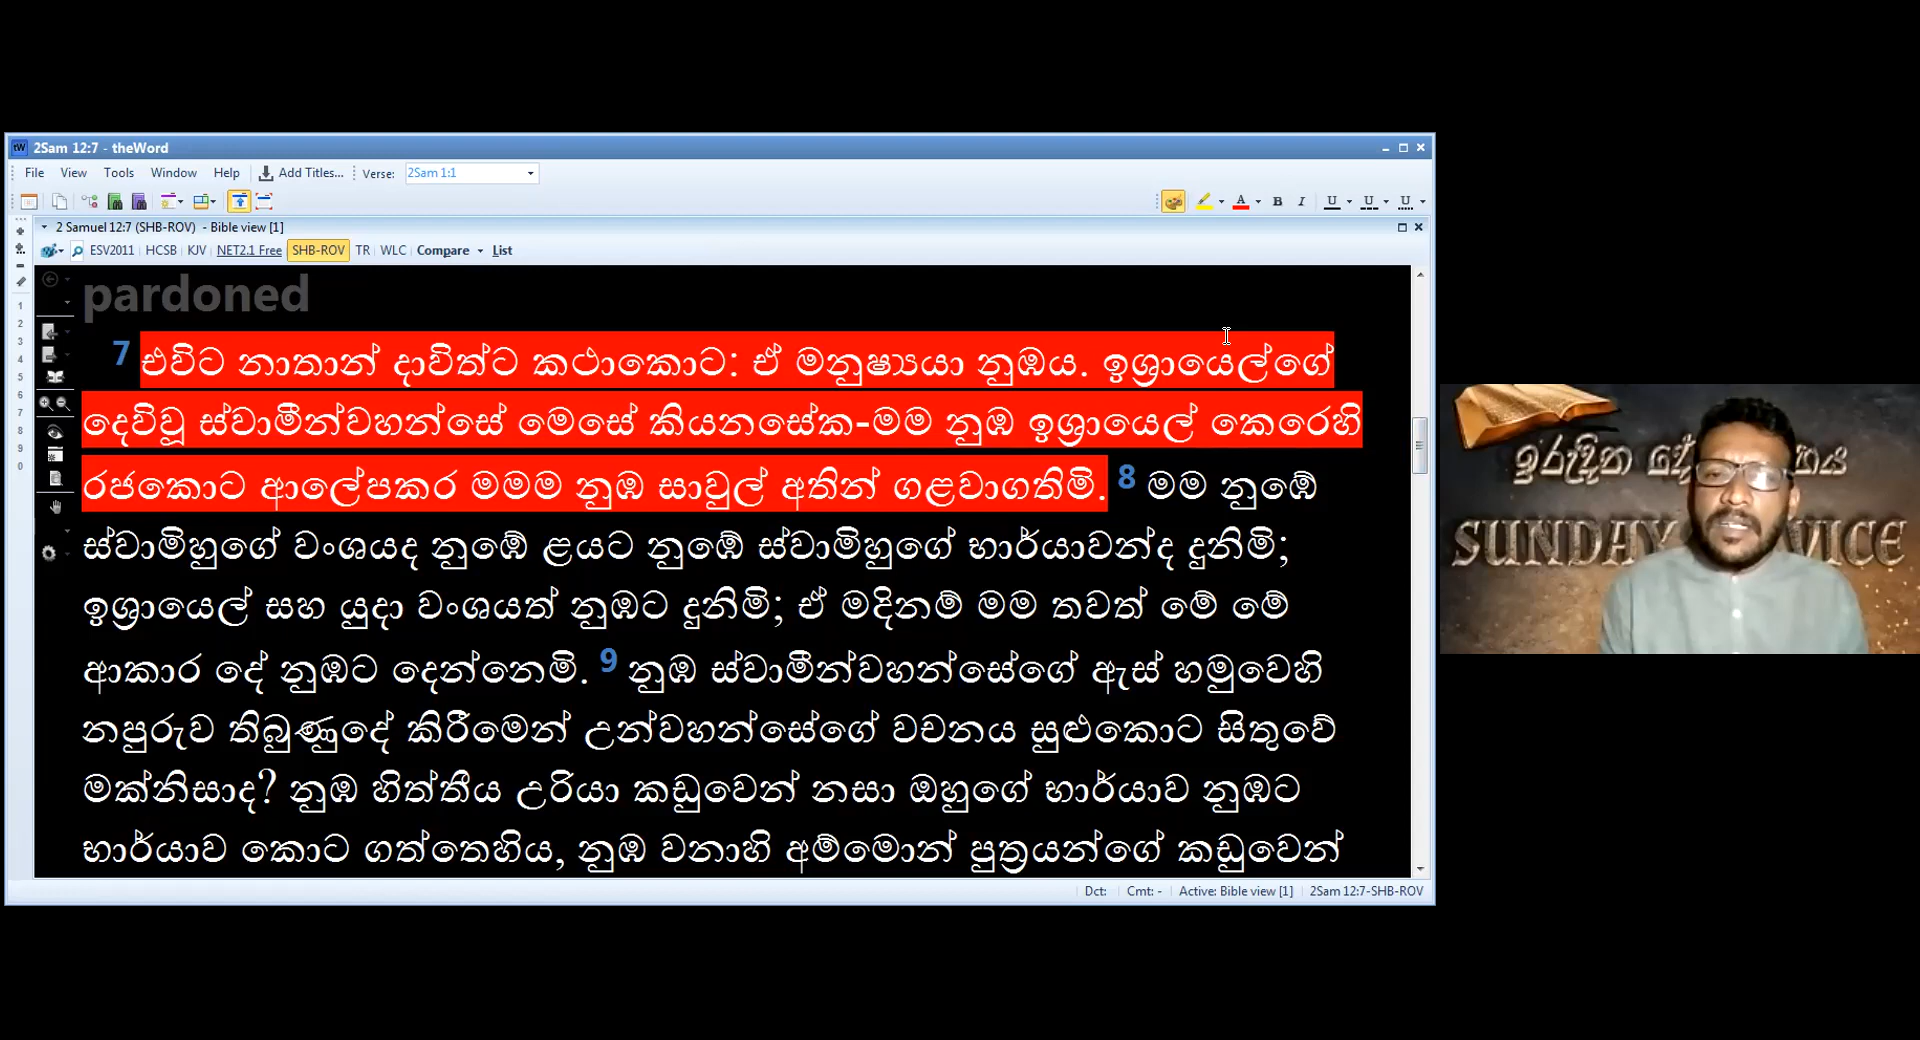 2Sam 12:7 - theWord
File View Tools Window Help Add Titles... Verse: 2Sam 1:1
2 Samuel 12:7 (SHB-ROV) - Bible view [1]
ESV2011 HCSB KJV NET2.1 Free SHB-ROV TR WLC Compare List
pardoned
7 එවිට නාතාන් දාවිත්ට කථාකොට: ඒ මනුෂ්‍යයා නුඹය. ඉශ්‍රායෙල්ගේ
දෙවිවූ ස්වාමීන්වහන්සේ මෙසේ කියනසේක-මම නුඹ ඉශ්‍රායෙල් කෙරෙහි
රජකොට ආලේපකර මමම නුඹ සාවුල් අතින් ගළවාගතිමි. 8 මම නුඹේ
ස්වාමිහුගේ වංශයද නුඹේ ළයට නුඹේ ස්වාමිහුගේ භාර්යාවන්ද දුනිමි;
ඉශ්‍රායෙල් සහ යුදා වංශයත් නුඹට දුනිමි; ඒ මදිනම් මම තවත් මේ මේ
ආකාර දේ නුඹට දෙන්නෙමි. 9 නුඹ ස්වාමීන්වහන්සේගේ ඇස් හමුවෙහි
නපුරුව තිබුණුදේ කිරීමෙන් උන්වහන්සේගේ වචනය සුළුකොට සිතුවේ
මක්නිසාද? නුඹ හිත්තීය උරියා කඩුවෙන් නසා ඔහුගේ භාර්යාව නුඹට
භාර්යාව කොට ගත්තෙහිය, නුඹ වනාහි අම්මොන් පුත්‍රයන්ගේ කඩුවෙන්
Dct: Cmt: - Active: Bible view [1] 2Sam 12:7-SHB-ROV
ඉරුදින
SUNDAY